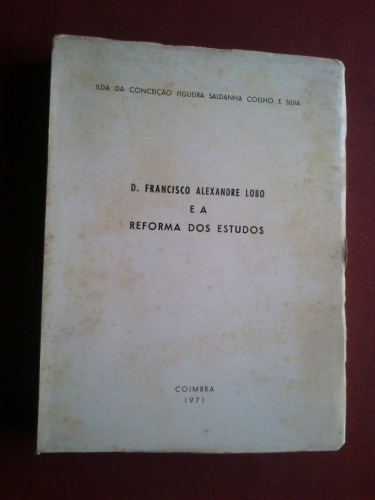 ILDA DA CONCEIÇÃO FIGUEIRA SALDANHA COELHO E SILVA
D. FRANCISCO ALEXANDRE LOBO
E A
REFORMA DOS ESTUDOS
COIMBRA
1971